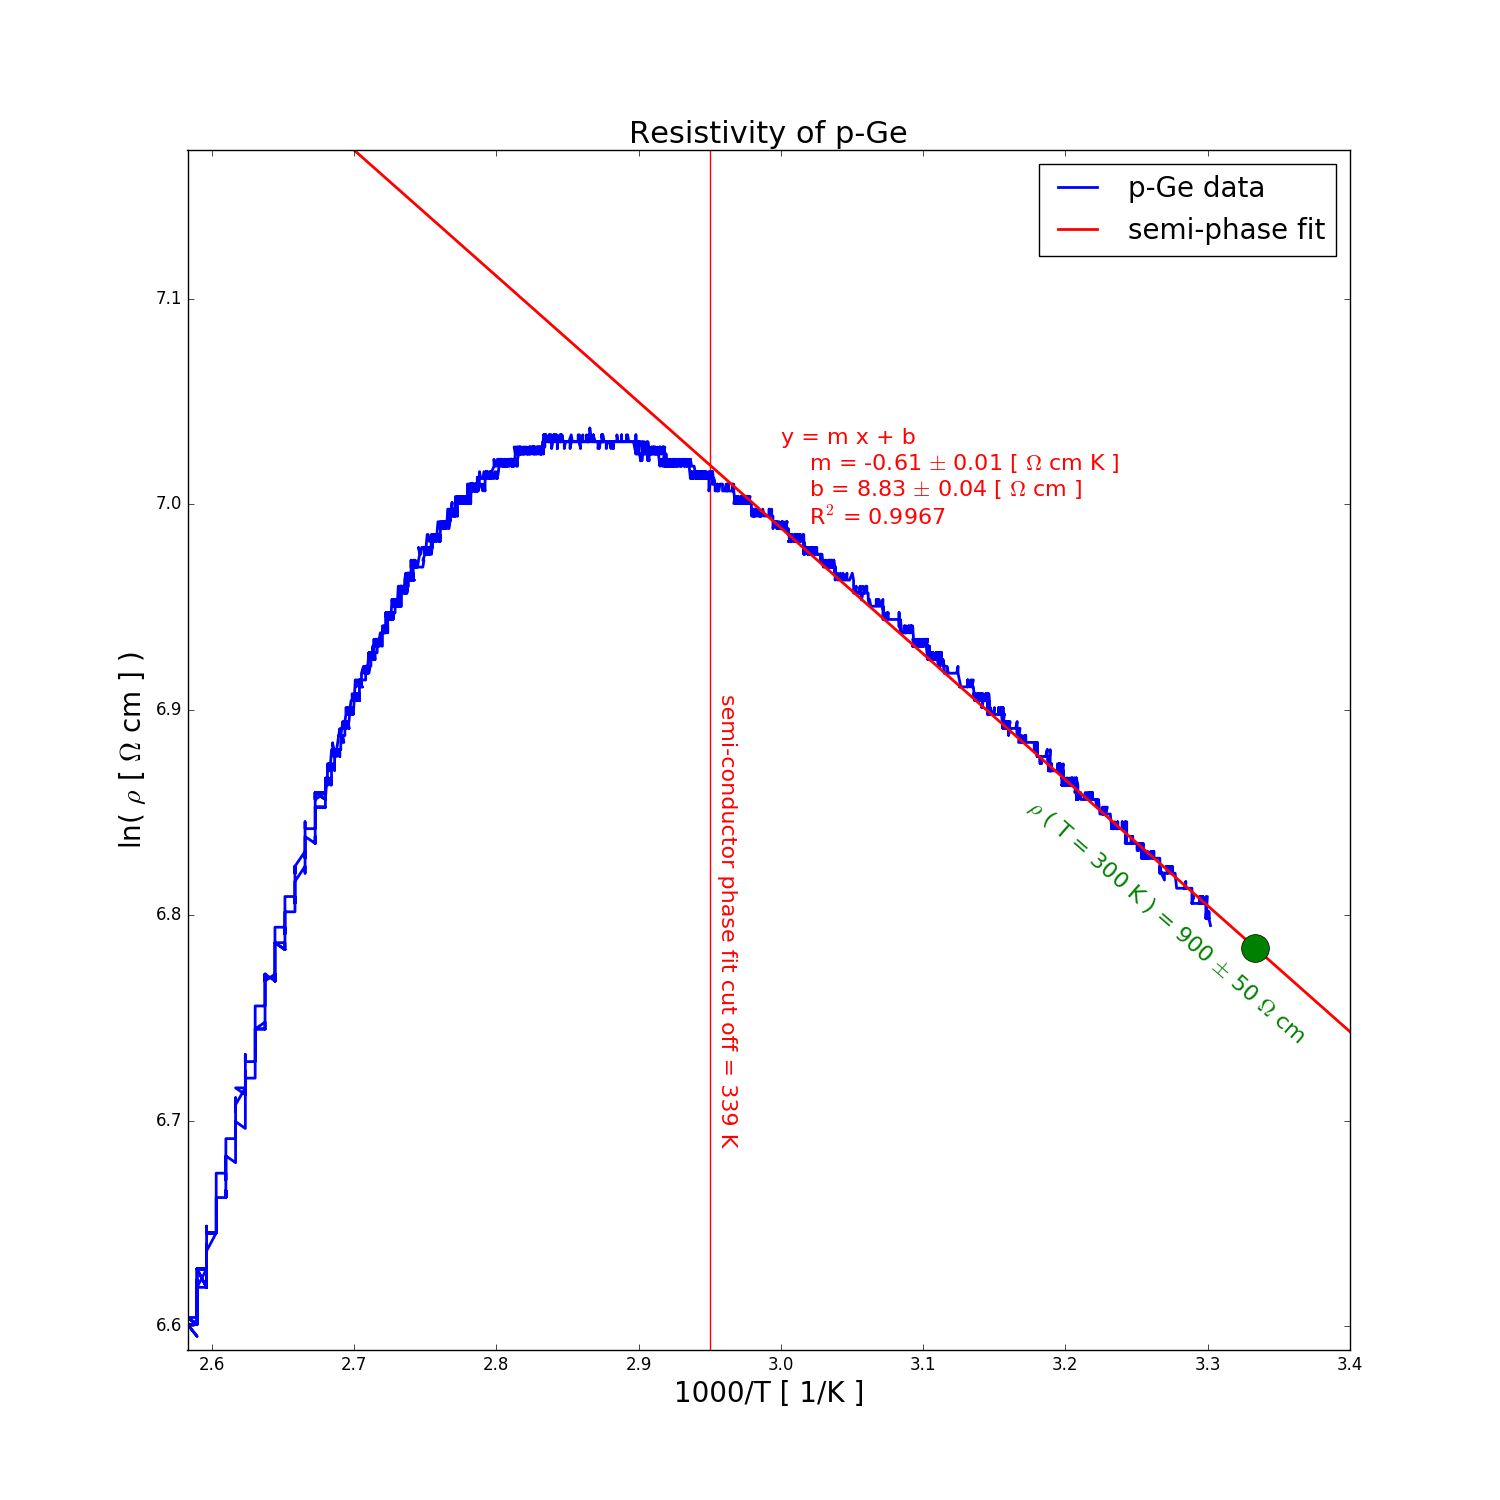 Resistivity of p-Ge
p-Ge data
semi-phase fit
7.1
7.0
6.9
6.8
6.7
6.6
ln( ρ [ Ω cm ] )
y = m x + b
m = -0.61 ± 0.01 [ Ω cm K ]
b = 8.83 ± 0.04 [ Ω cm ]
R² = 0.9967
semi-conductor phase fit cut off = 339 K
ρ ( T = 300 K ) = 900 ± 50 Ω cm
2.6 2.7 2.8 2.9 3.0 3.1 3.2 3.3 3.4
1000/T [ 1/K ]